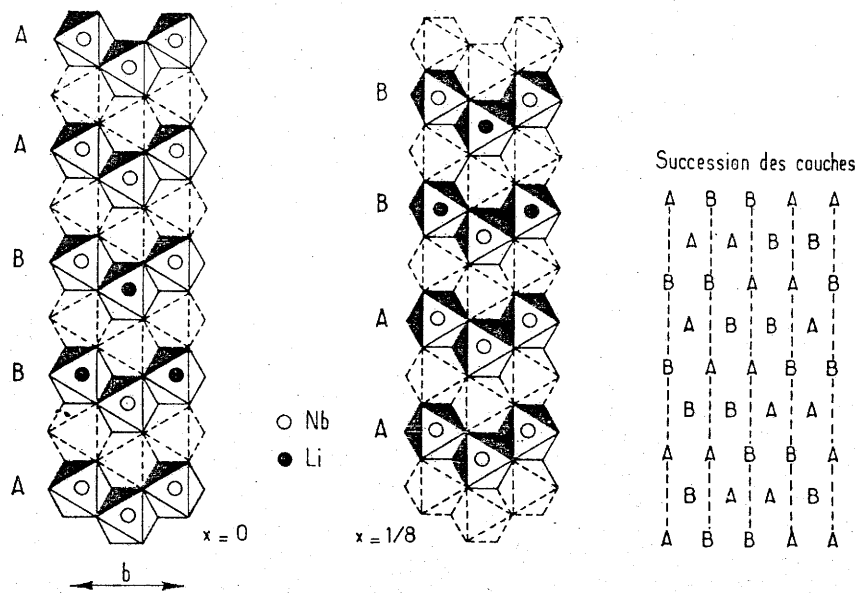 A
A
B
B
A
x = 0
b
○ Nb
● Li
B
B
A
A
x = 1/8
Succession des couches
A B B A A
A A B B
B B A A B
A B B A
B A A B B
B B A A
A A B B A
B A A B
A B B A A